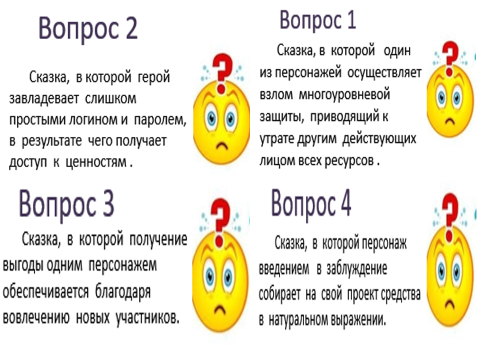 Вопрос 2
Сказка, в которой герой
завладевает слишком
простыми логином и паролем,
в результате чего получает
доступ к ценностям .
Вопрос 1
Сказка, в которой один
из персонажей осуществляет
взлом многоуровневой
защиты, приводящий к
утрате другим действующих
лицом всех ресурсов .
Вопрос 3
Сказка, в которой получение
выгоды одним персонажем
обеспечивается благодаря
вовлечению новых участников.
Вопрос 4
Сказка, в которой персонаж
введением в заблуждение
собирает на свой проект средства
в натуральном выражении.